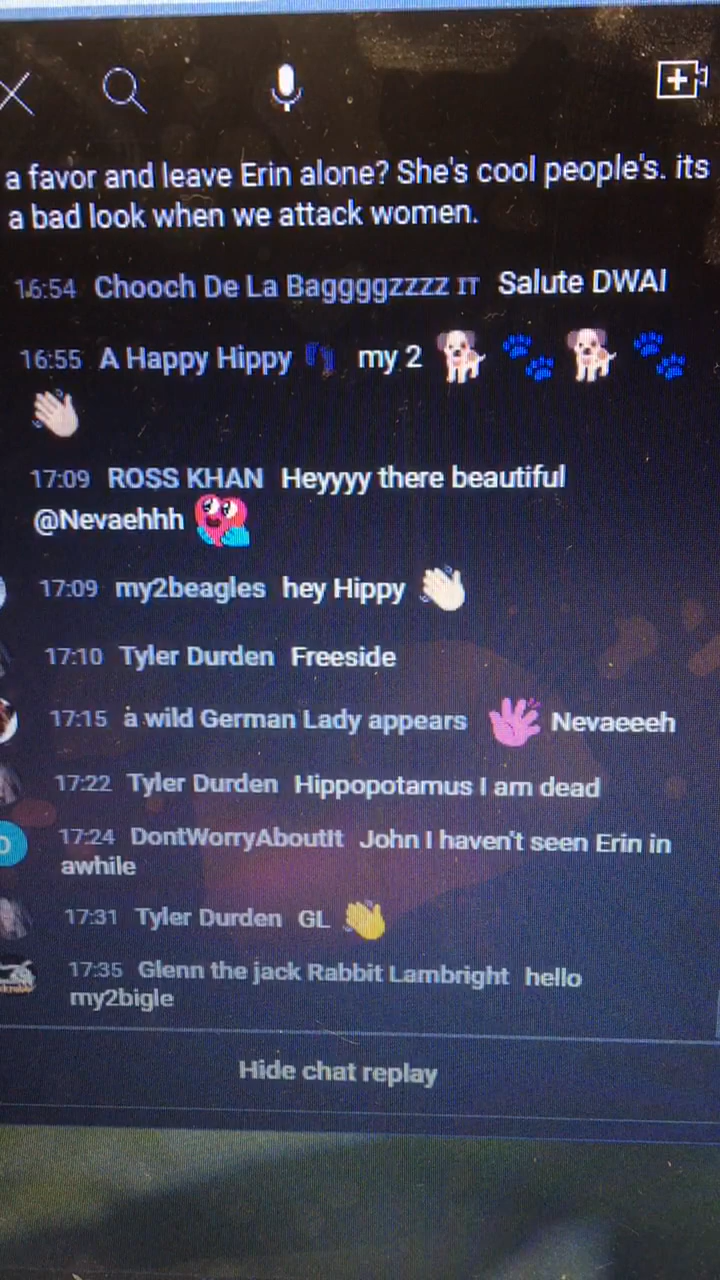 a favor and leave Erin alone? She's cool people's. its
a bad look when we attack women.
16:54 Chooch De La Baggggzzzz IT Salute DWAI
16:55 A Happy Hippy my 2 🐕 🐾 🐕 🐾
👋🏻
17:09 ROSS KHAN Heyyyy there beautiful
@Nevaehhh
17:09 my2beagles hey Hippy 👋🏻
17:10 Tyler Durden Freeside
17:15 a wild German Lady appears Nevaeeeh
17:22 Tyler Durden Hippopotamus I am dead
17:24 DontWorryAboutIt John I haven't seen Erin in
awhile
17:31 Tyler Durden GL 👋
17:35 Glenn the jack Rabbit Lambright hello
my2bigle
Hide chat replay